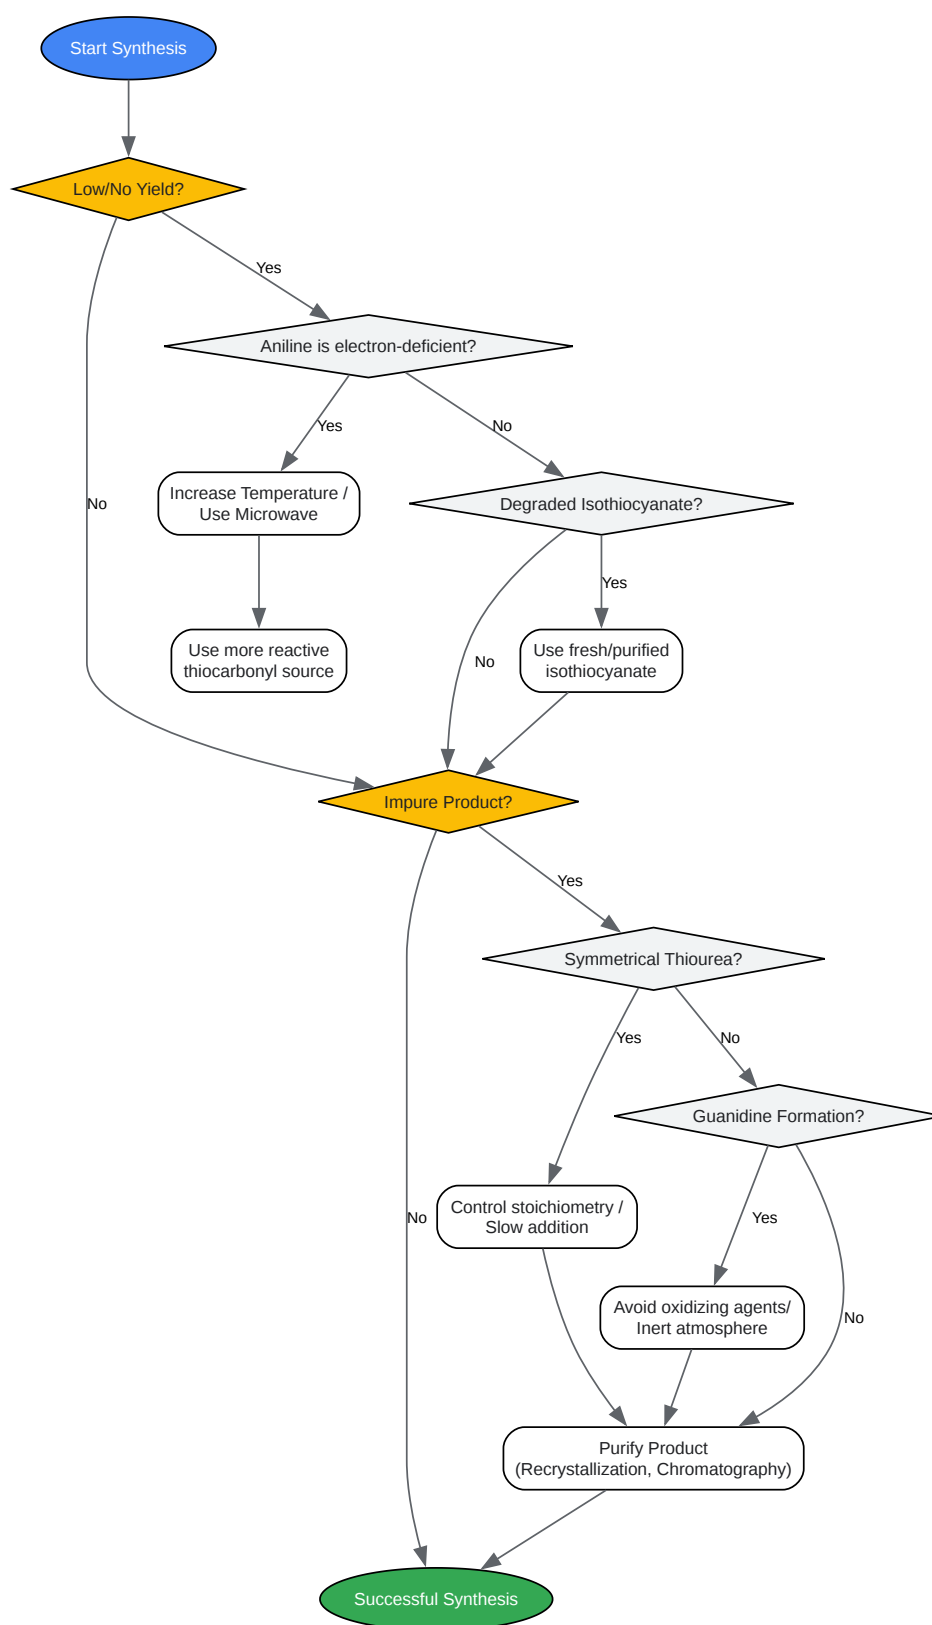 Start Synthesis
Low/No Yield?
Yes
Aniline is electron-deficient?
Yes
No
Increase Temperature /
Use Microwave
No
Degraded Isothiocyanate?
Yes
Use more reactive
thiocarbonyl source
Use fresh/purified
isothiocyanate
No
Impure Product?
Yes
Symmetrical Thiourea?
Yes
No
Guanidine Formation?
Control stoichiometry /
Slow addition
No
Yes
Avoid oxidizing agents/
Inert atmosphere
No
Purify Product
(Recrystallization, Chromatography)
Successful Synthesis